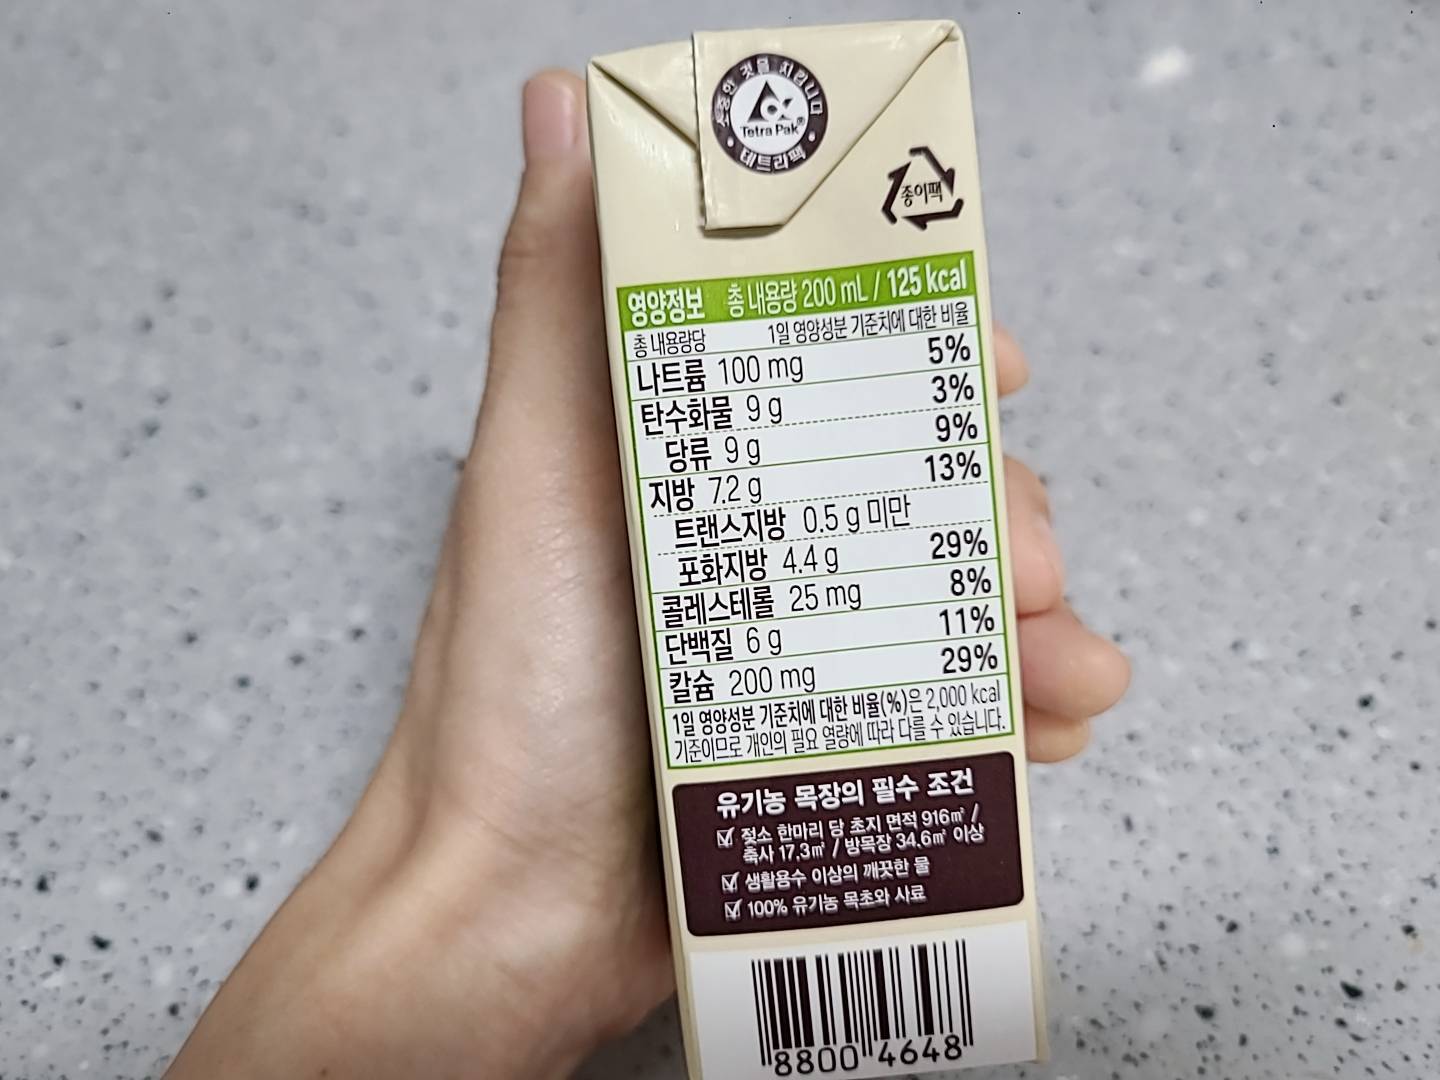 소중한 것을 지킵니다
Tetra Pak®
테트라팩
종이팩
영양정보 총 내용량 200 mL / 125 kcal
총 내용량당 1일 영양성분 기준치에 대한 비율
나트륨 100 mg 5%
탄수화물 9 g 3%
당류 9 g 9%
지방 7.2 g 13%
트랜스지방 0.5 g 미만
포화지방 4.4 g 29%
콜레스테롤 25 mg 8%
단백질 6 g 11%
칼슘 200 mg 29%
1일 영양성분 기준치에 대한 비율(%)은 2,000 kcal
기준이므로 개인의 필요 열량에 따라 다를 수 있습니다.
유기농 목장의 필수 조건
젖소 한마리 당 초지 면적 916㎡ /
축사 17.3㎡ / 방목장 34.6㎡ 이상
생활용수 이상의 깨끗한 물
100% 유기농 목초와 사료
8800 4648